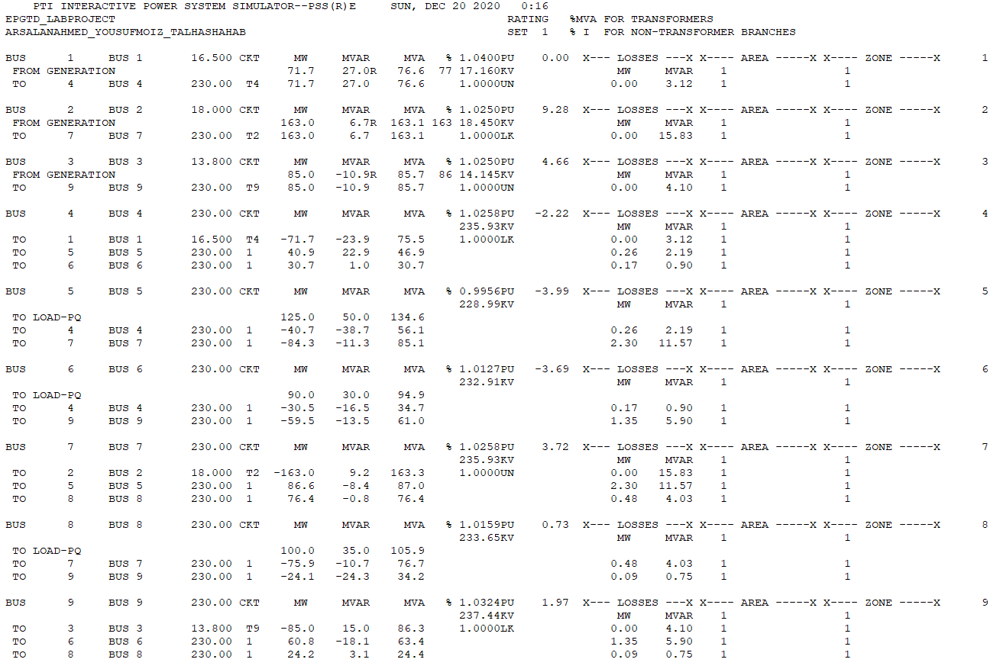 PTI INTERACTIVE POWER SYSTEM SIMULATOR--PSS(R)E SUN, DEC 20 2020 0:16
EPGTD_LABPROJECT RATING %MVA FOR TRANSFORMERS
ARSALANAHMED_YOUSUFMOIZ_TALHASHAHAB SET 1 % I FOR NON-TRANSFORMER BRANCHES
BUS 1 BUS 1 16.500 CKT MW MVAR MVA % 1.0400PU 0.00 X--- LOSSES ---X X---- AREA -----X X---- ZONE -----X 1
FROM GENERATION 71.7 27.0R 76.6 77 17.160KV MW MVAR 1 1
TO 4 BUS 4 230.00 T4 71.7 27.0 76.6 1.0000UN 0.00 3.12 1 1
BUS 2 BUS 2 18.000 CKT MW MVAR MVA % 1.0250PU 9.28 X--- LOSSES ---X X---- AREA -----X X---- ZONE -----X 2
FROM GENERATION 163.0 6.7R 163.1 163 18.450KV MW MVAR 1 1
TO 7 BUS 7 230.00 T2 163.0 6.7 163.1 1.0000LK 0.00 15.83 1 1
BUS 3 BUS 3 13.800 CKT MW MVAR MVA % 1.0250PU 4.66 X--- LOSSES ---X X---- AREA -----X X---- ZONE -----X 3
FROM GENERATION 85.0 -10.9R 85.7 86 14.145KV MW MVAR 1 1
TO 9 BUS 9 230.00 T9 85.0 -10.9 85.7 1.0000UN 0.00 4.10 1 1
BUS 4 BUS 4 230.00 CKT MW MVAR MVA % 1.0258PU -2.22 X--- LOSSES ---X X---- AREA -----X X---- ZONE -----X 4
235.93KV MW MVAR 1 1
TO 1 BUS 1 16.500 T4 -71.7 -23.9 75.5 1.0000LK 0.00 3.12 1 1
TO 5 BUS 5 230.00 1 40.9 22.9 46.9 0.26 2.19 1 1
TO 6 BUS 6 230.00 1 30.7 1.0 30.7 0.17 0.90 1 1
BUS 5 BUS 5 230.00 CKT MW MVAR MVA % 0.9956PU -3.99 X--- LOSSES ---X X---- AREA -----X X---- ZONE -----X 5
228.99KV MW MVAR 1 1
TO LOAD-PQ 125.0 50.0 134.6
TO 4 BUS 4 230.00 1 -40.7 -38.7 56.1 0.26 2.19 1 1
TO 7 BUS 7 230.00 1 -84.3 -11.3 85.1 2.30 11.57 1 1
BUS 6 BUS 6 230.00 CKT MW MVAR MVA % 1.0127PU -3.69 X--- LOSSES ---X X---- AREA -----X X---- ZONE -----X 6
232.91KV MW MVAR 1 1
TO LOAD-PQ 90.0 30.0 94.9
TO 4 BUS 4 230.00 1 -30.5 -16.5 34.7 0.17 0.90 1 1
TO 9 BUS 9 230.00 1 -59.5 -13.5 61.0 1.35 5.90 1 1
BUS 7 BUS 7 230.00 CKT MW MVAR MVA % 1.0258PU 3.72 X--- LOSSES ---X X---- AREA -----X X---- ZONE -----X 7
235.93KV MW MVAR 1 1
TO 2 BUS 2 18.000 T2 -163.0 9.2 163.3 1.0000UN 0.00 15.83 1 1
TO 5 BUS 5 230.00 1 86.6 -8.4 87.0 2.30 11.57 1 1
TO 8 BUS 8 230.00 1 76.4 -0.8 76.4 0.48 4.03 1 1
BUS 8 BUS 8 230.00 CKT MW MVAR MVA % 1.0159PU 0.73 X--- LOSSES ---X X---- AREA -----X X---- ZONE -----X 8
233.65KV MW MVAR 1 1
TO LOAD-PQ 100.0 35.0 105.9
TO 7 BUS 7 230.00 1 -75.9 -10.7 76.7 0.48 4.03 1 1
TO 9 BUS 9 230.00 1 -24.1 -24.3 34.2 0.09 0.75 1 1
BUS 9 BUS 9 230.00 CKT MW MVAR MVA % 1.0324PU 1.97 X--- LOSSES ---X X---- AREA -----X X---- ZONE -----X 9
237.44KV MW MVAR 1 1
TO 3 BUS 3 13.800 T9 -85.0 15.0 86.3 1.0000LK 0.00 4.10 1 1
TO 6 BUS 6 230.00 1 60.8 -18.1 63.4 1.35 5.90 1 1
TO 8 BUS 8 230.00 1 24.2 3.1 24.4 0.09 0.75 1 1